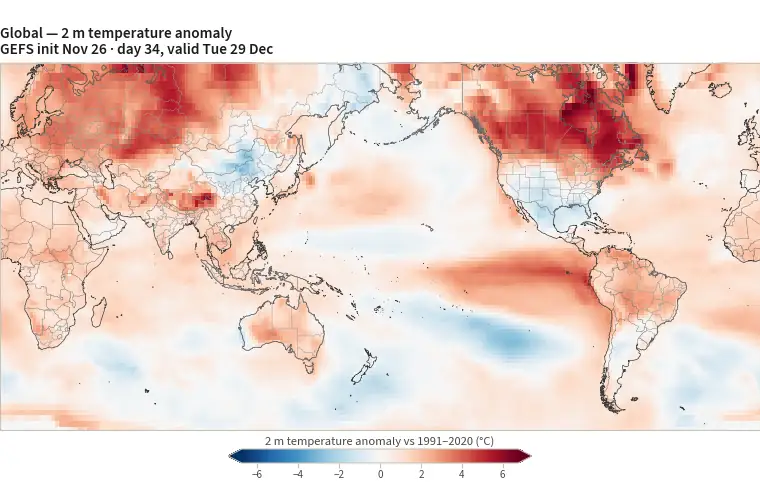 Global — 2 m temperature anomaly
GEFS init Nov 26 · day 34, valid Tue 29 Dec
2 m temperature anomaly vs 1991–2020 (°C)
−6 −4 −2 0 2 4 6